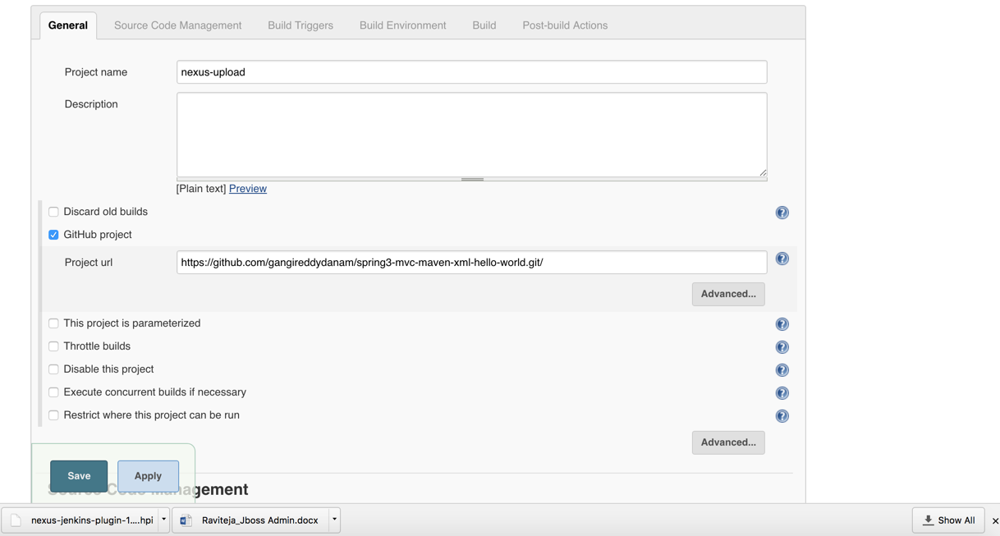 General Source Code Management Build Triggers Build Environment Build Post-build Actions
Project name nexus-upload
Description
[Plain text] Preview
Discard old builds ?
GitHub project
Project url https://github.com/gangireddydanam/spring3-mvc-maven-xml-hello-world.git/ ?
Advanced...
This project is parameterized ?
Throttle builds ?
Disable this project ?
Execute concurrent builds if necessary ?
Restrict where this project can be run ?
Advanced...
Save Apply
Source Code Management
nexus-jenkins-plugin-1....hpi Raviteja_Jboss Admin.docx Show All